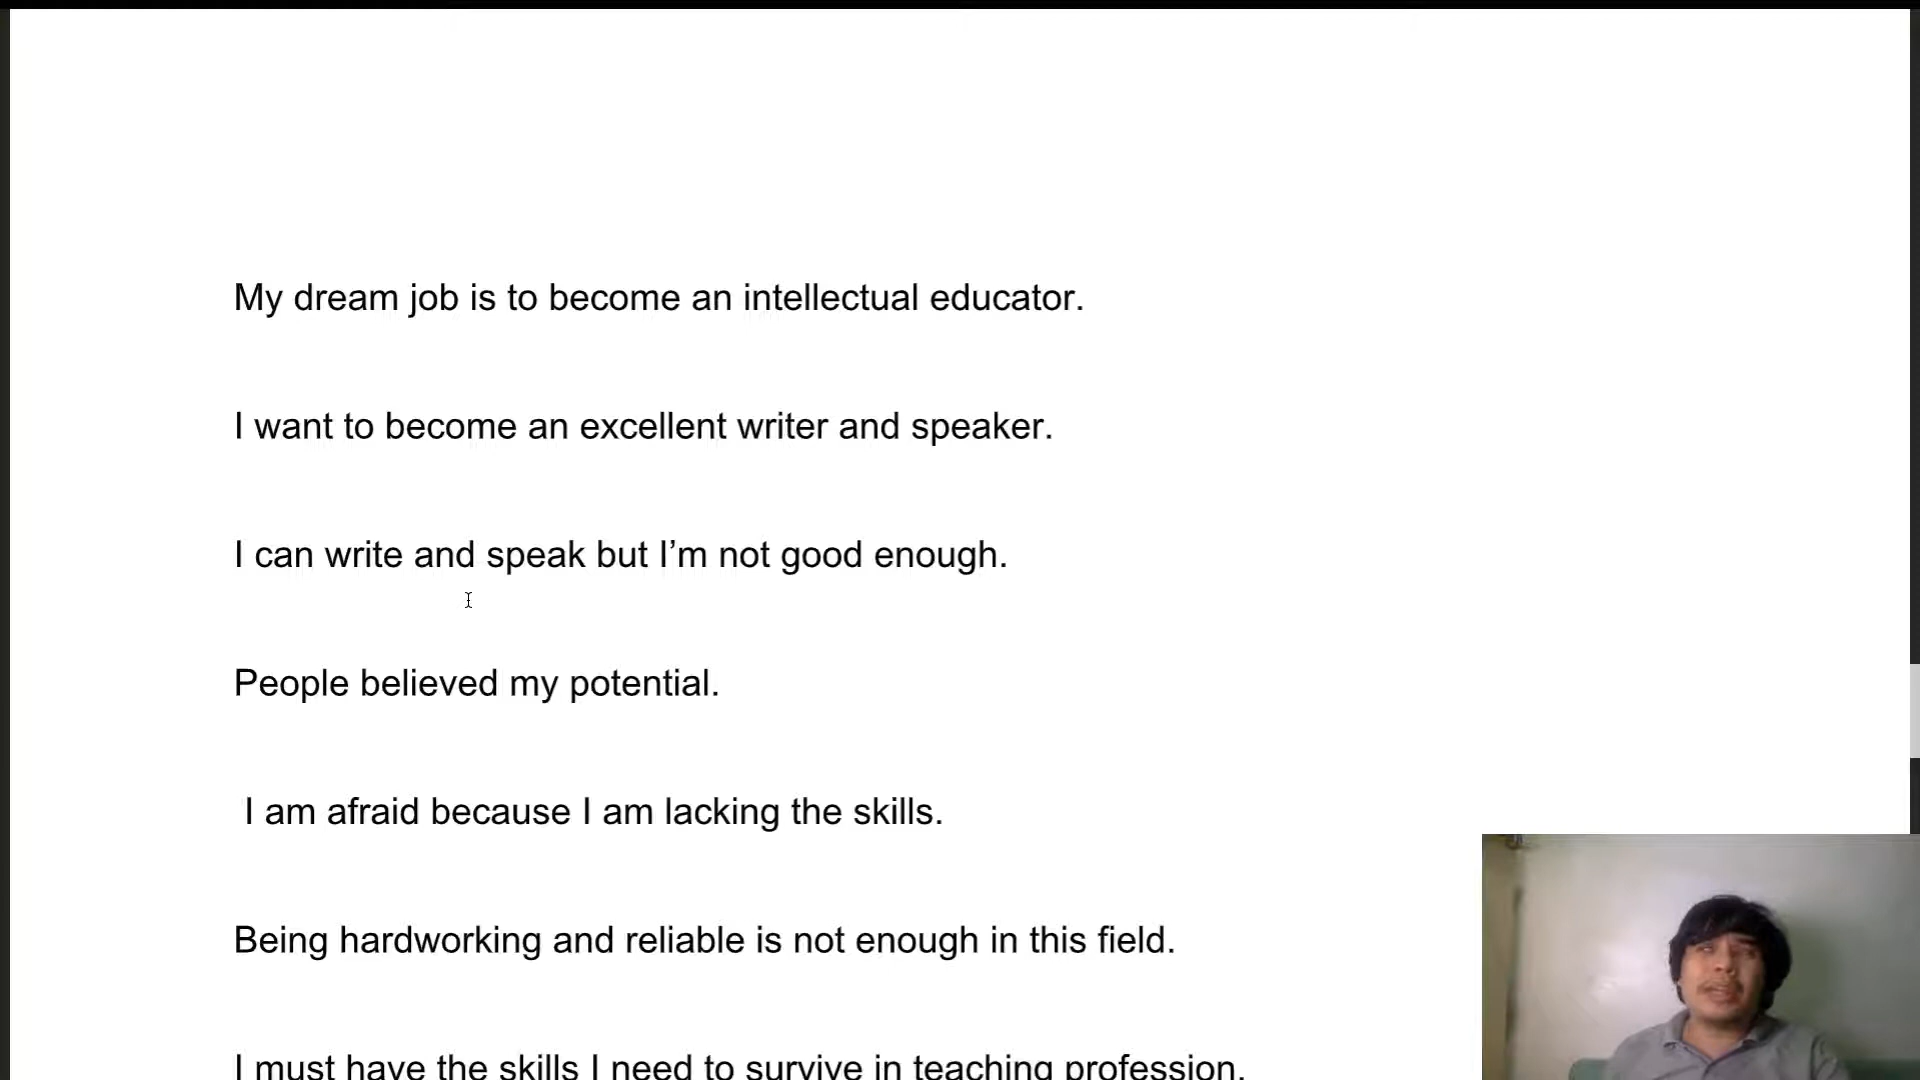 My dream job is to become an intellectual educator.
I want to become an excellent writer and speaker.
I can write and speak but I’m not good enough.
People believed my potential.
I am afraid because I am lacking the skills.
Being hardworking and reliable is not enough in this field.
I must have the skills I need to survive in teaching profession.